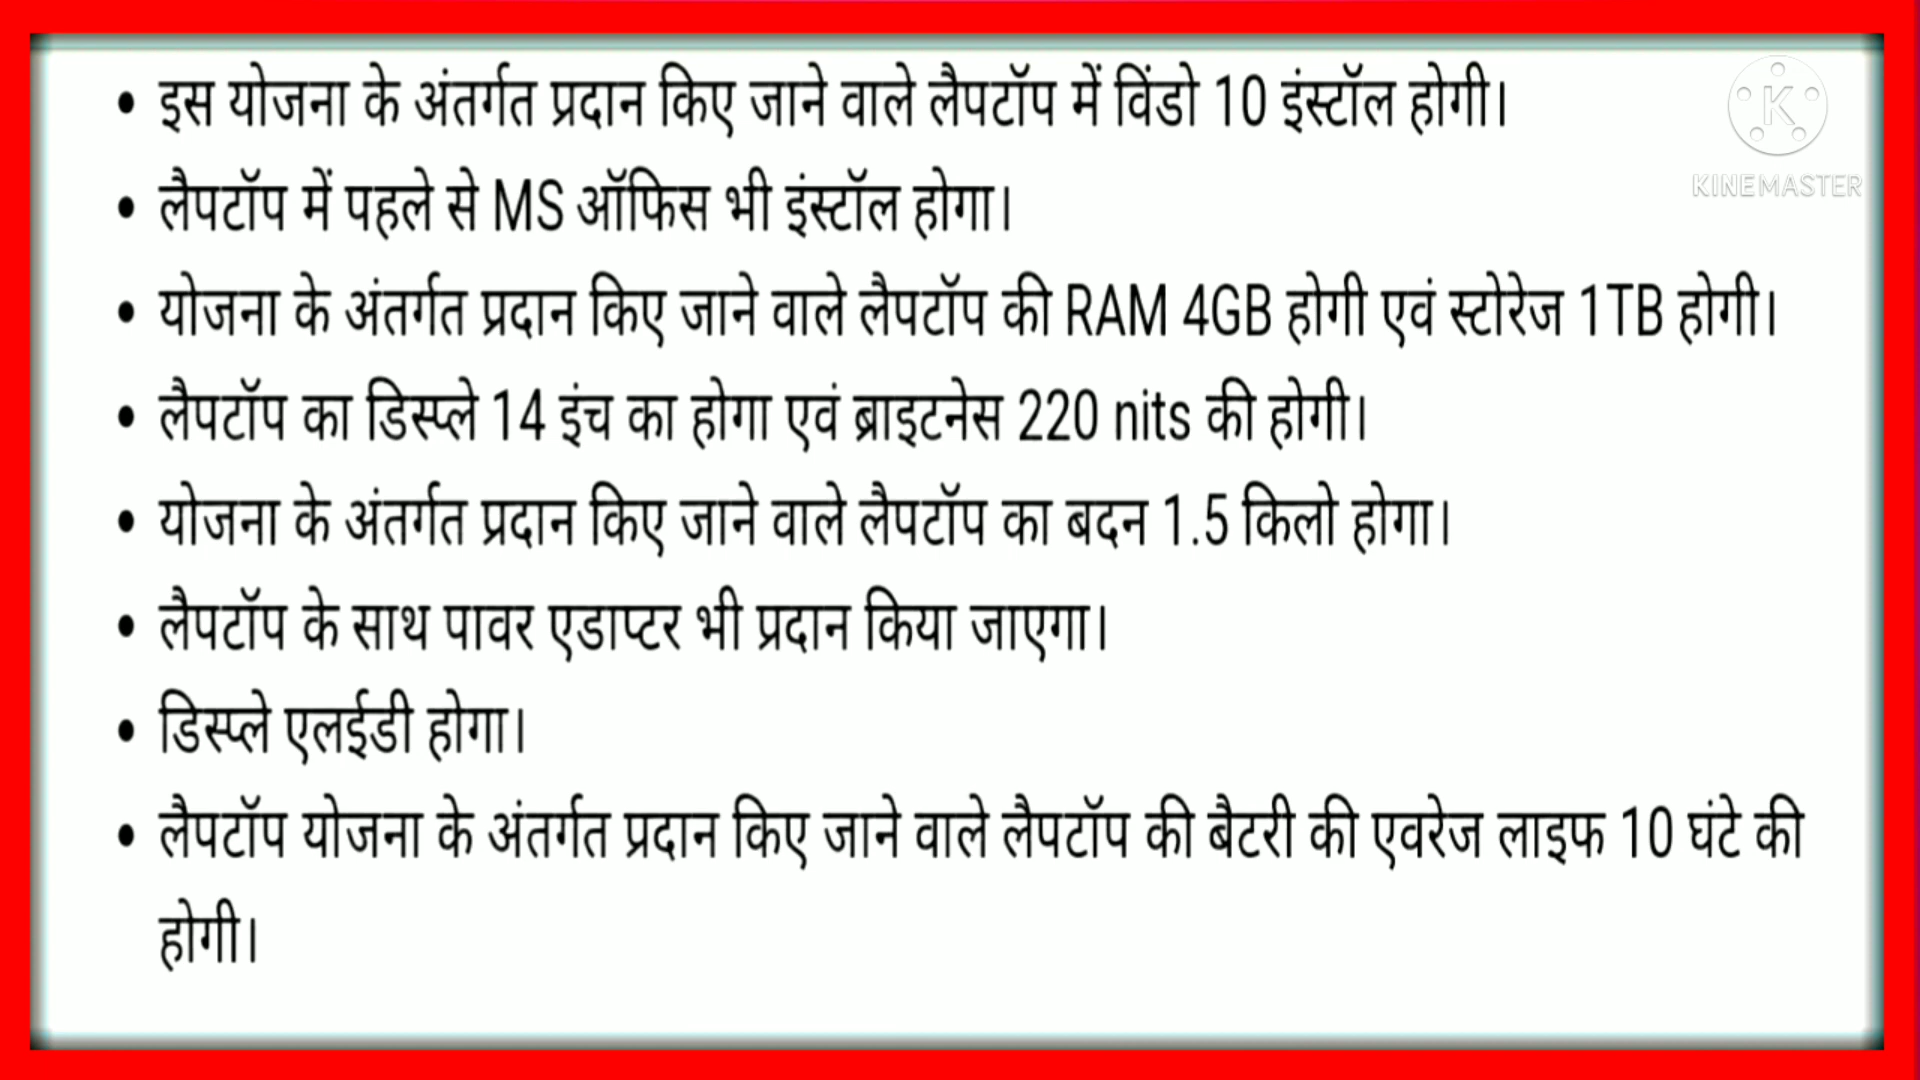 • इस योजना के अंतर्गत प्रदान किए जाने वाले लैपटॉप में विंडो 10 इंस्टॉल होगी।
• लैपटॉप में पहले से MS ऑफिस भी इंस्टॉल होगा।
• योजना के अंतर्गत प्रदान किए जाने वाले लैपटॉप की RAM 4GB होगी एवं स्टोरेज 1TB होगी।
• लैपटॉप का डिस्प्ले 14 इंच का होगा एवं ब्राइटनेस 220 nits की होगी।
• योजना के अंतर्गत प्रदान किए जाने वाले लैपटॉप का बदन 1.5 किलो होगा।
• लैपटॉप के साथ पावर एडाप्टर भी प्रदान किया जाएगा।
• डिस्प्ले एलईडी होगा।
• लैपटॉप योजना के अंतर्गत प्रदान किए जाने वाले लैपटॉप की बैटरी की एवरेज लाइफ 10 घंटे की
होगी।
K
KINEMASTER